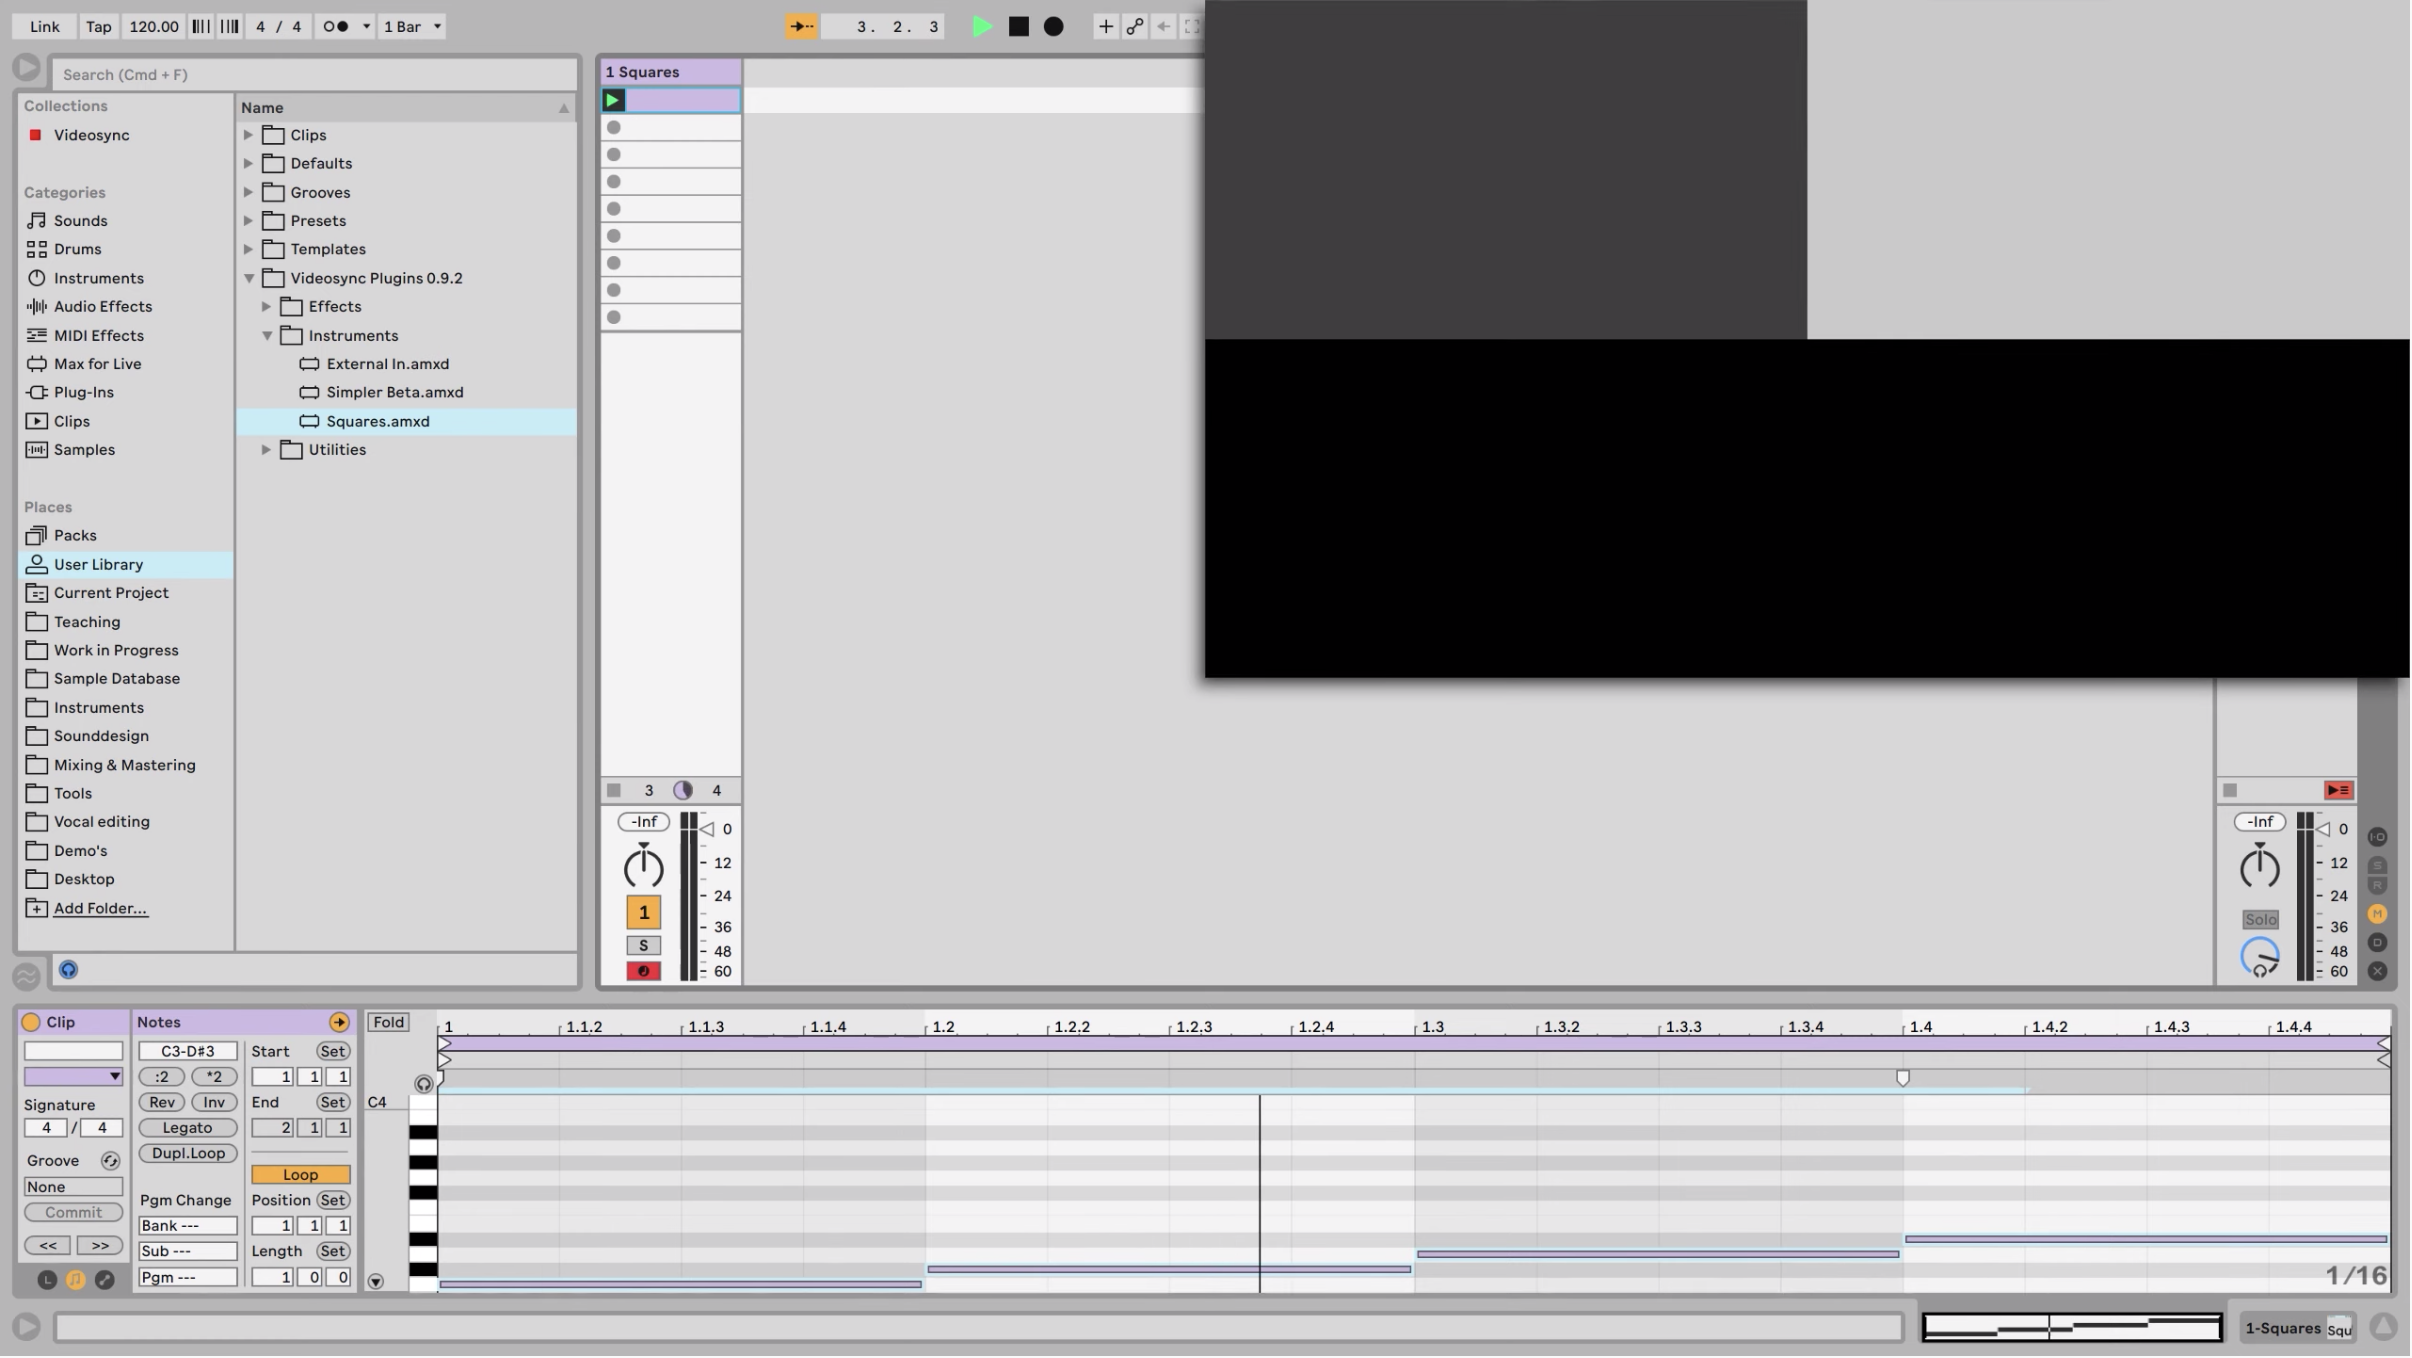 Link Tap 120.00 4 / 4 1 Bar 3. 2. 3
Search (Cmd + F)
Collections
Videosync
Categories
Sounds
Drums
Instruments
Audio Effects
MIDI Effects
Max for Live
Plug-Ins
Clips
Samples
Places
Packs
User Library
Current Project
Teaching
Work in Progress
Sample Database
Instruments
Sounddesign
Mixing & Mastering
Tools
Vocal editing
Demo's
Desktop
Add Folder...
Name
Clips
Defaults
Grooves
Presets
Templates
Videosync Plugins 0.9.2
Effects
Instruments
External In.amxd
Simpler Beta.amxd
Squares.amxd
Utilities
1 Squares
3 4
-Inf 0
12
24
1
36
S
48
60
-Inf 0
12
24
Solo
36
48
60
I·O
S
R
M
D
X
Clip
Signature
4 / 4
Groove
None
Commit
<< >>
L
Notes
C3-D#3
:2 *2
Rev Inv
Legato
Dupl.Loop
Pgm Change
Bank ---
Sub ---
Pgm ---
Start Set
1 1 1
End Set
2 1 1
Loop
Position Set
1 1 1
Length Set
1 0 0
Fold
1 1.1.2 1.1.3 1.1.4 1.2 1.2.2 1.2.3 1.2.4 1.3 1.3.2 1.3.3 1.3.4 1.4 1.4.2 1.4.3 1.4.4
C4
1/16
1-Squares Squ